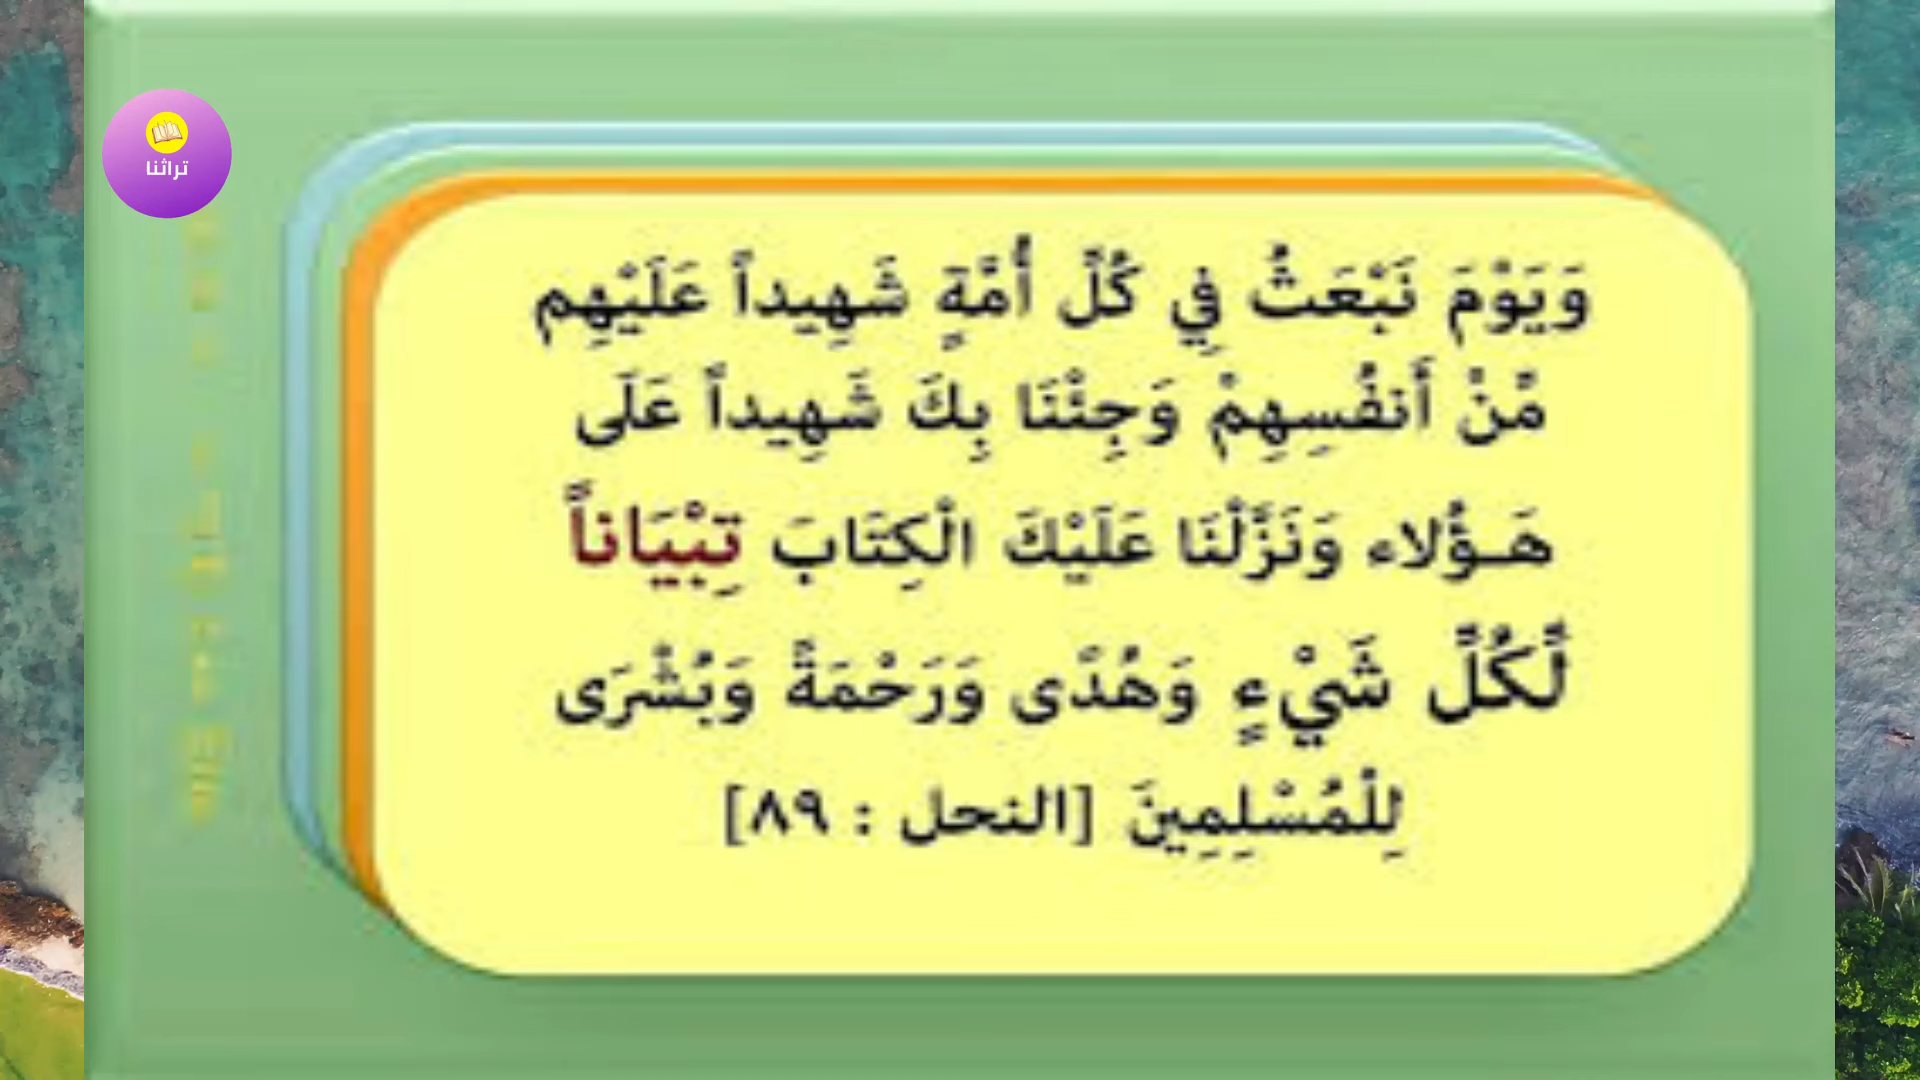 تراثنا
وَيَوْمَ نَبْعَثُ فِي كُلِّ أُمَّةٍ شَهِيداً عَلَيْهِم
مِّنْ أَنفُسِهِمْ وَجِئْنَا بِكَ شَهِيداً عَلَى
هَـؤُلاء وَنَزَّلْنَا عَلَيْكَ الْكِتَابَ تِبْيَاناً
لِّكُلِّ شَيْءٍ وَهُدًى وَرَحْمَةً وَبُشْرَى
لِلْمُسْلِمِينَ [النحل : ٨٩]